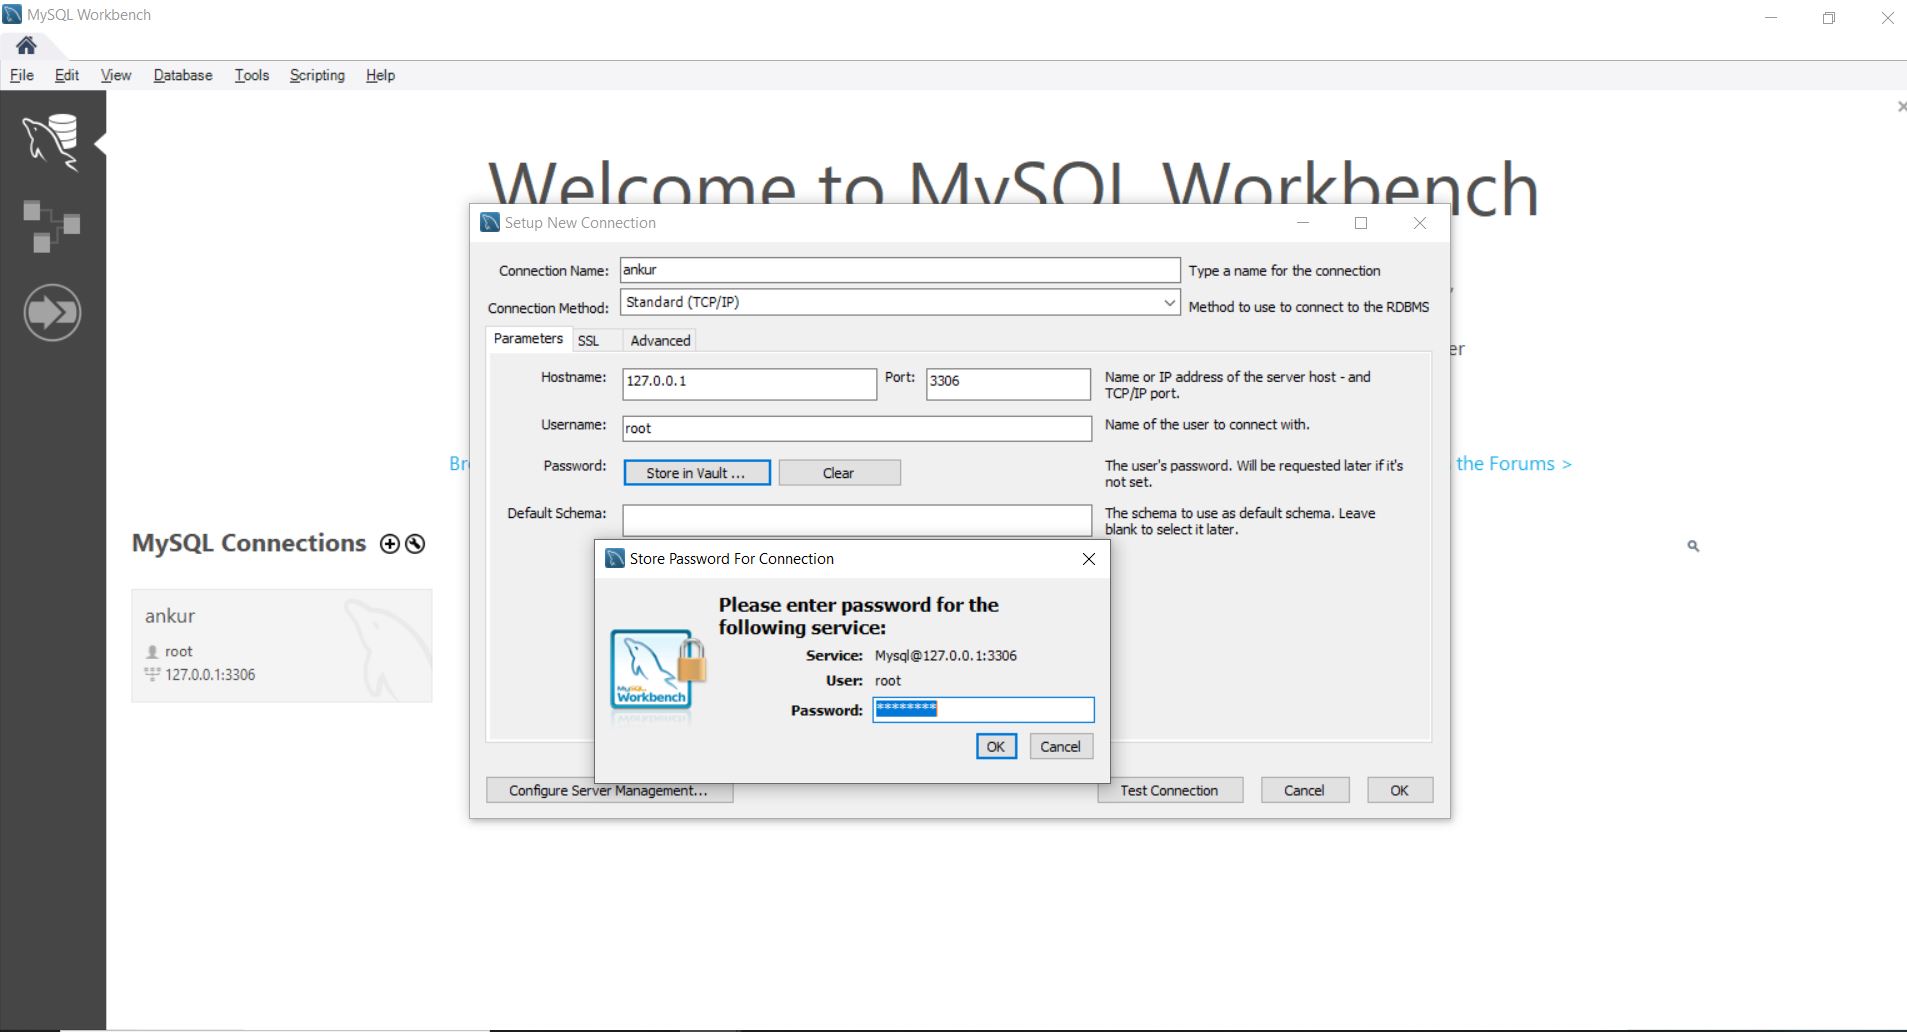 MySQL Workbench
File Edit View Database Tools Scripting Help
Welcome to MySQL Workbench
Setup New Connection
Connection Name: ankur Type a name for the connection
Connection Method: Standard (TCP/IP) Method to use to connect to the RDBMS
Parameters SSL Advanced
Hostname: 127.0.0.1 Port: 3306 Name or IP address of the server host - and
TCP/IP port.
Username: root Name of the user to connect with.
Password: Store in Vault ... Clear The user's password. Will be requested later if it's
not set.
the Forums >
Default Schema: The schema to use as default schema. Leave
blank to select it later.
MySQL Connections
ankur
root
127.0.0.1:3306
Store Password For Connection
Please enter password for the
following service:
Service: Mysql@127.0.0.1:3306
User: root
Password: ********
MySQL
Workbench
OK Cancel
Configure Server Management... Test Connection Cancel OK